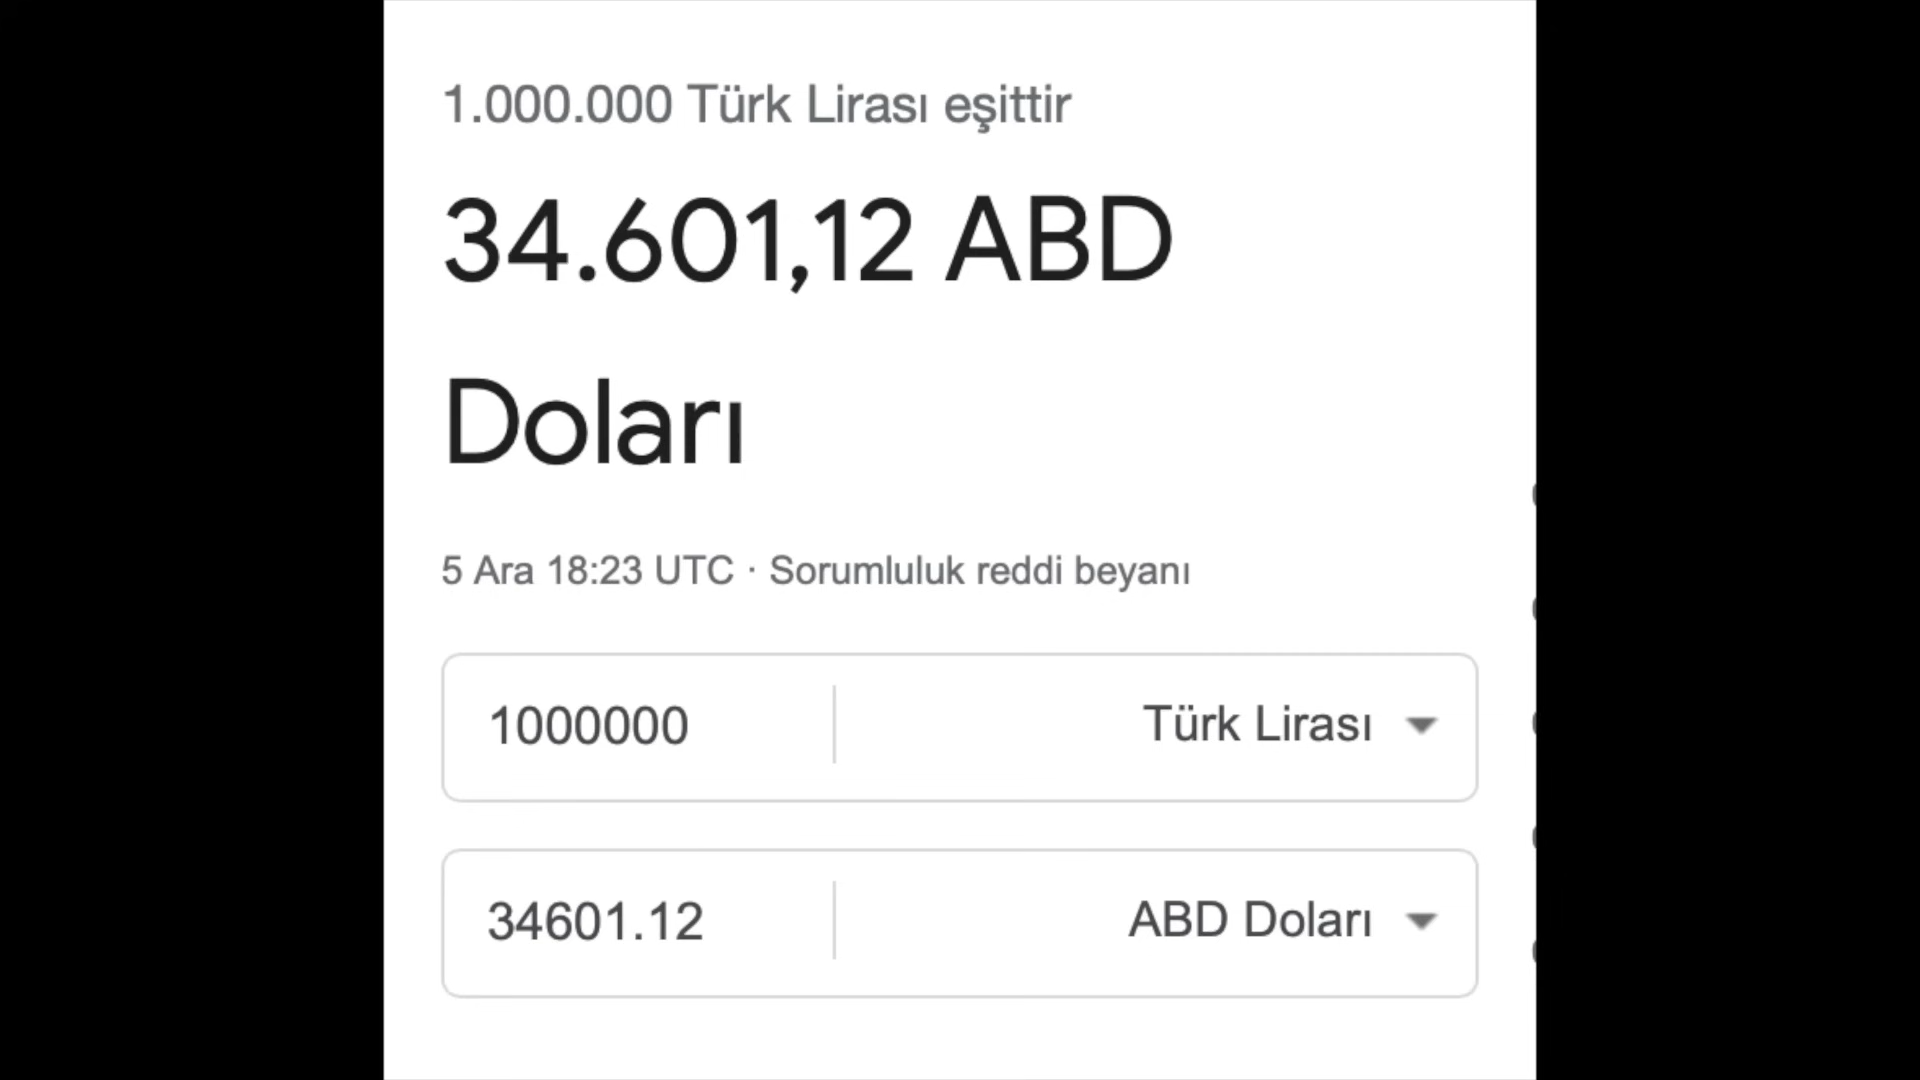 1.000.000 Türk Lirası eşittir
34.601,12 ABD
Doları
5 Ara 18:23 UTC · Sorumluluk reddi beyanı
1000000 Türk Lirası
34601.12 ABD Doları